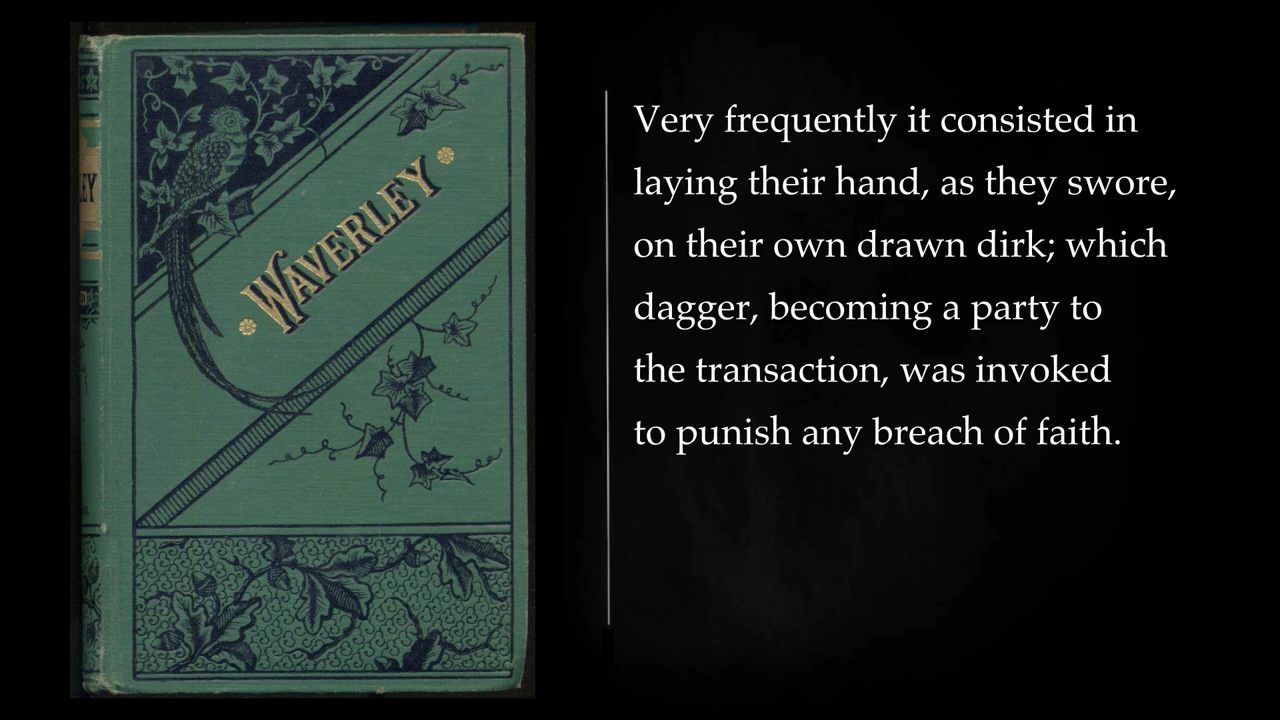 WAVERLEY
EY
Very frequently it consisted in
laying their hand, as they swore,
on their own drawn dirk; which
dagger, becoming a party to
the transaction, was invoked
to punish any breach of faith.